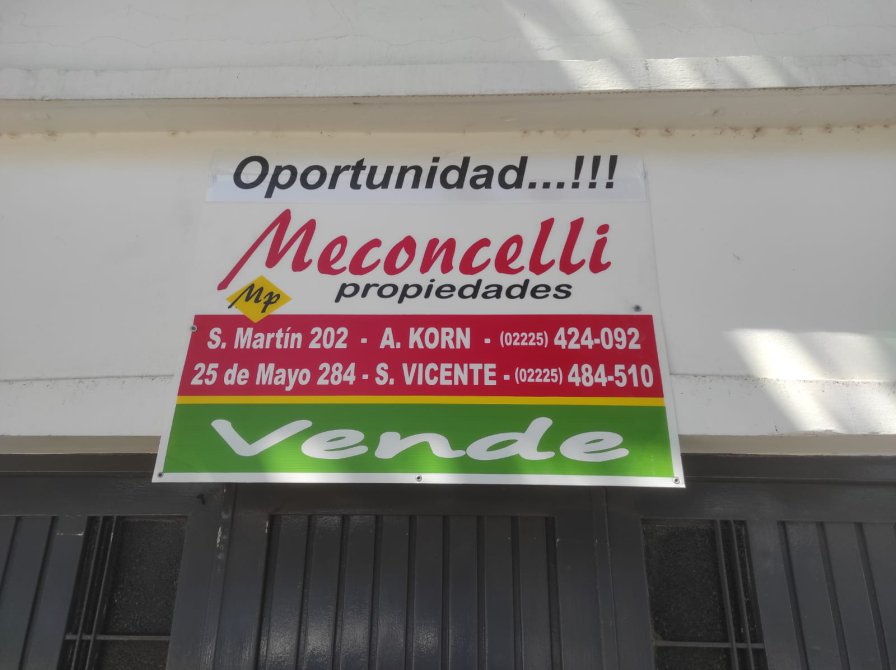 Oportunidad...!!!
Meconcelli
Mp
propiedades
S. Martín 202 - A. KORN - (02225) 424-092
25 de Mayo 284 - S. VICENTE - (02225) 484-510
Vende